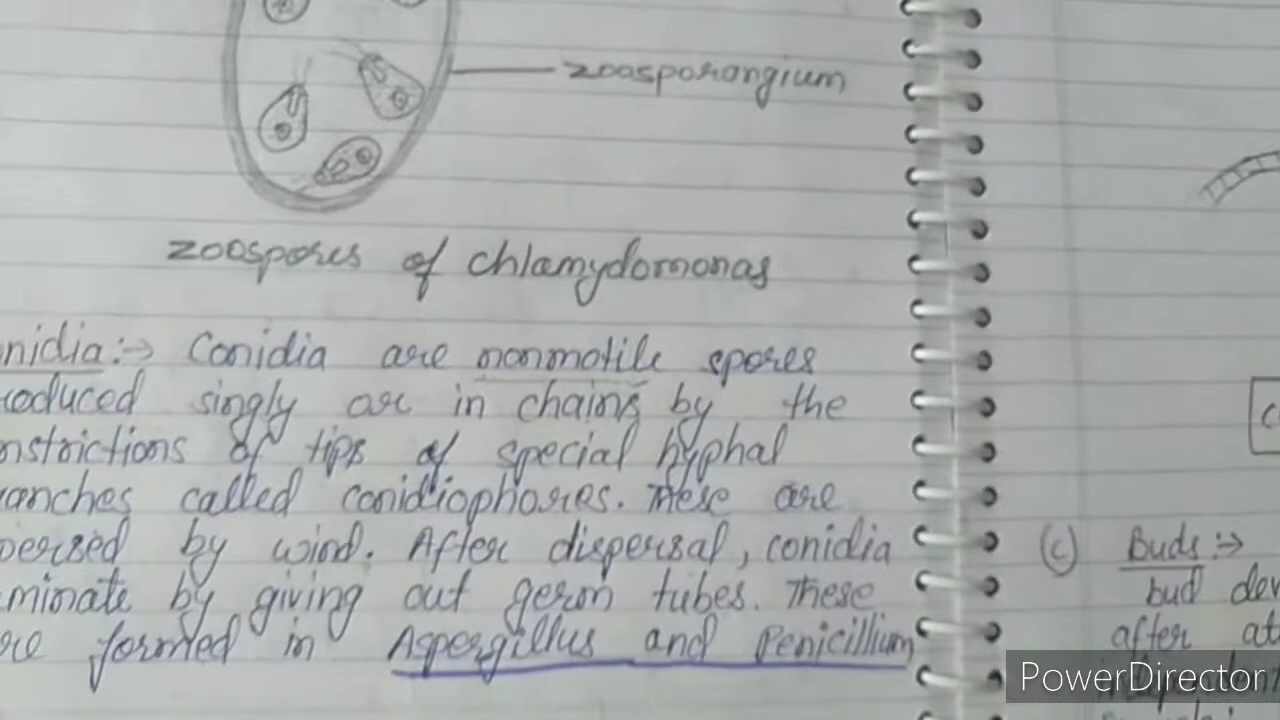 zoosporangium
zoospores of chlamydomonas
nidia:→ Conidia are nonmotile spores
roduced singly or in chains by the
nstrictions of tips of special hyphal
ranches called conidiophores. These are
persed by wind. After dispersal, conidia
minate by giving out germ tubes. These
re formed in Aspergillus and Penicillium
C
(c) Buds:→
bud dev
after at
PowerDirector